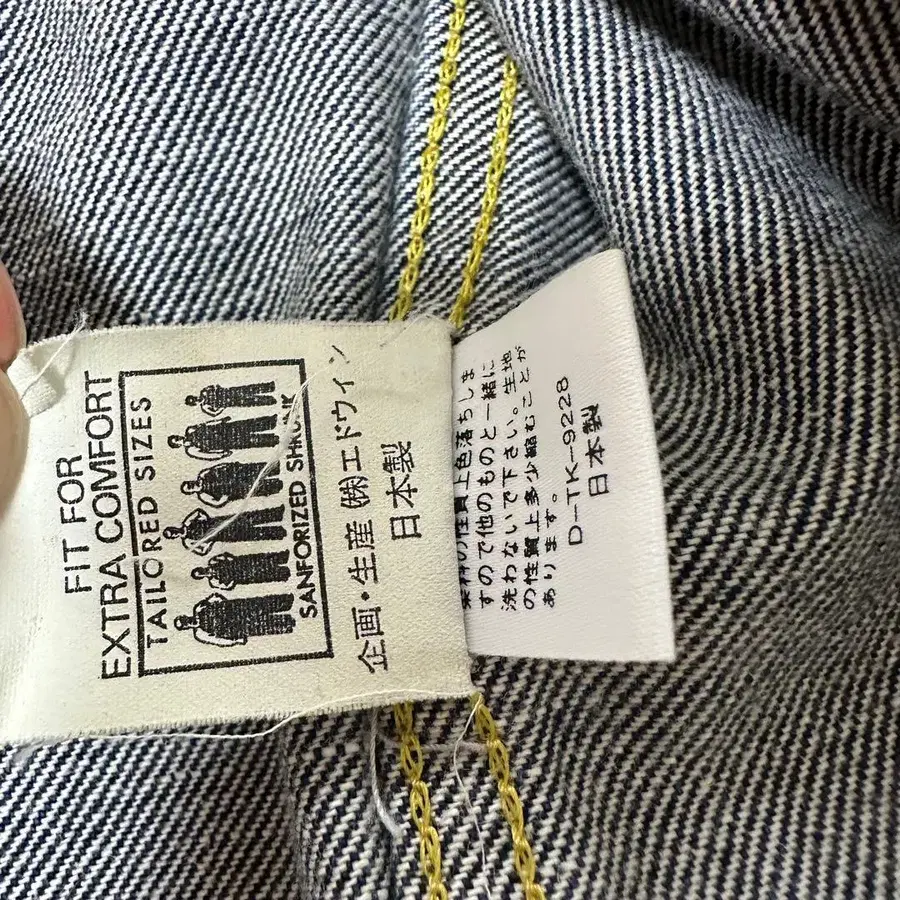 FIT FOR
EXTRA COMFORT
TAILORED SIZES
SANFORIZED SHRUNK
企画・生産 ㈱エドウィン
日本製
染料の性質上色落ちしま
すので他のものと一緒に
洗わないで下さい。生地
の性質上多少縮むことが
あります。
D-TK-9228
日本製